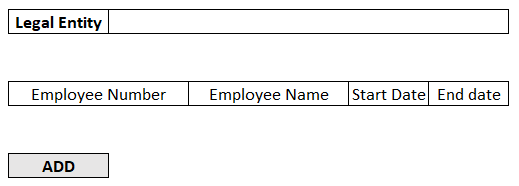 Legal Entity
Employee Number Employee Name Start Date End date
ADD